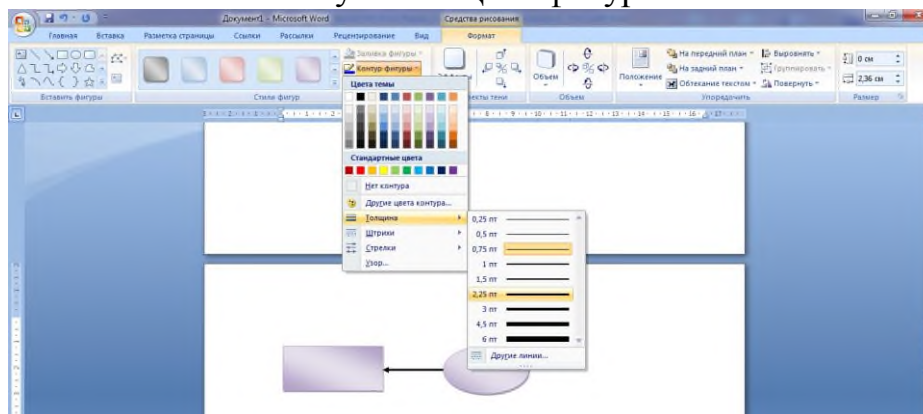 Документ1 - Microsoft Word
Средства рисования
Главная Вставка Разметка страницы Ссылки Рассылки Рецензирование Вид Формат
Заливка фигуры
Контур фигуры
Объем
Положение
На передний план
На задний план
Обтекание текстом
Выровнять
Группировать
Повернуть
0 см
2,36 см
Вставить фигуры
Стили фигур
Объем
Упорядочить
Размер
Цвета темы
Стандартные цвета
Нет контура
Другие цвета контура...
Толщина
Штрихи
Стрелки
Узор...
0,25 пт
0,5 пт
0,75 пт
1 пт
1,5 пт
2,25 пт
3 пт
4,5 пт
6 пт
Другие линии...